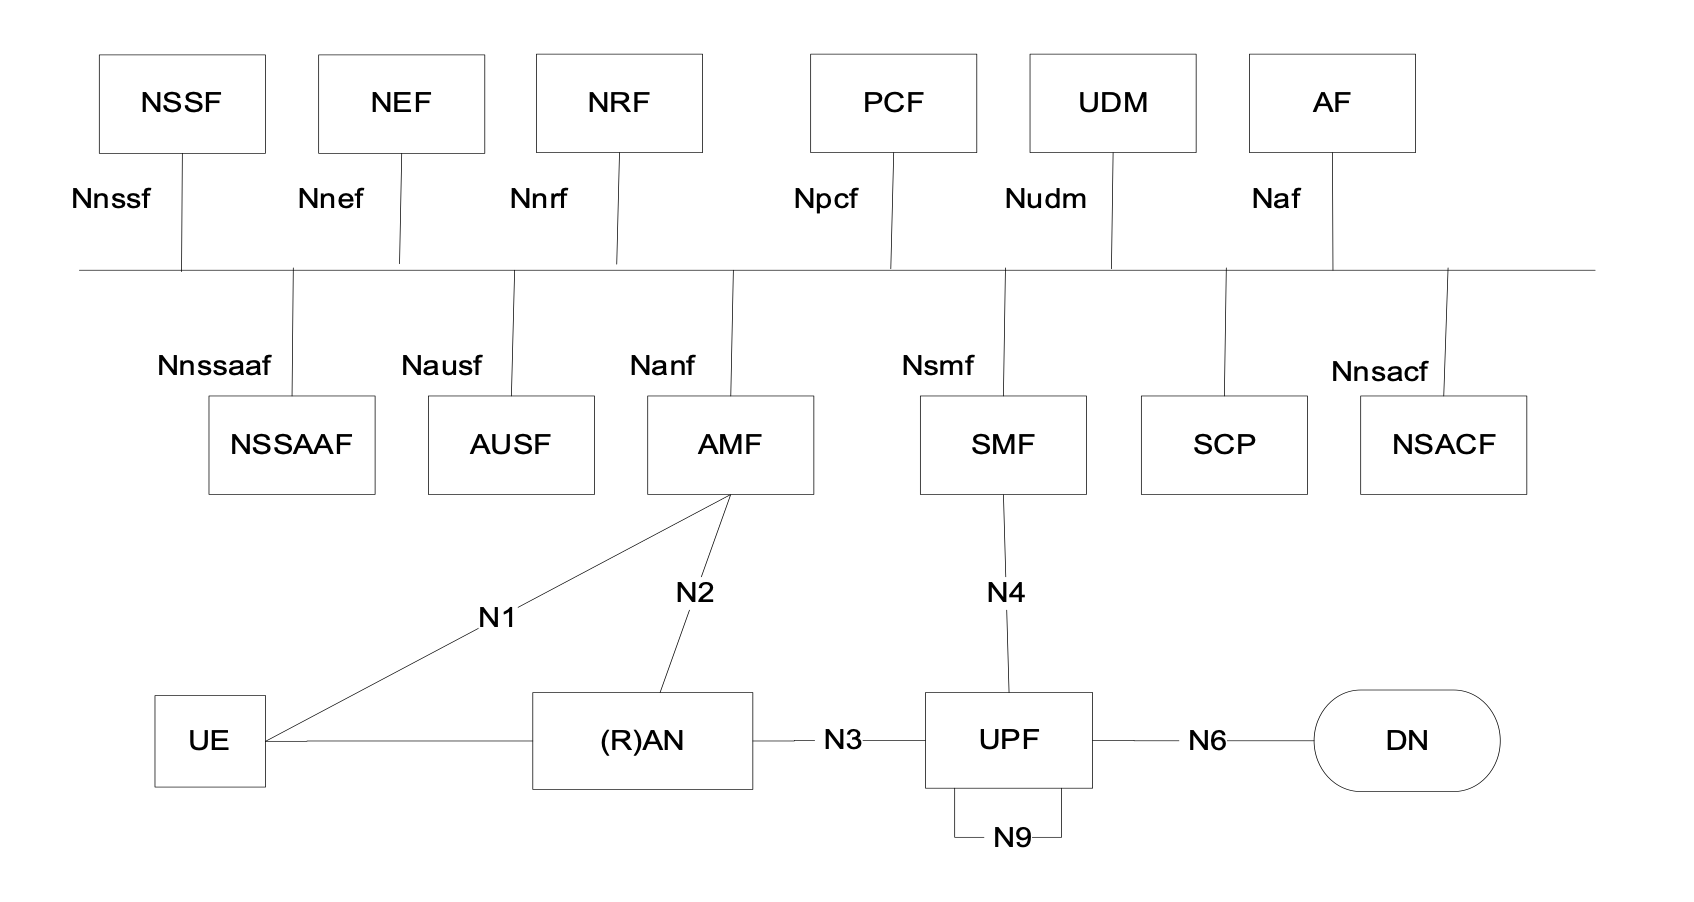 NSSF NEF NRF PCF UDM AF
Nnssf Nnef Nnrf Npcf Nudm Naf
Nnssaaf Nausf Nanf Nsmf Nnsacf
NSSAAF AUSF AMF SMF SCP NSACF
N1 N2 N4
UE (R)AN N3 UPF N6 DN
N9